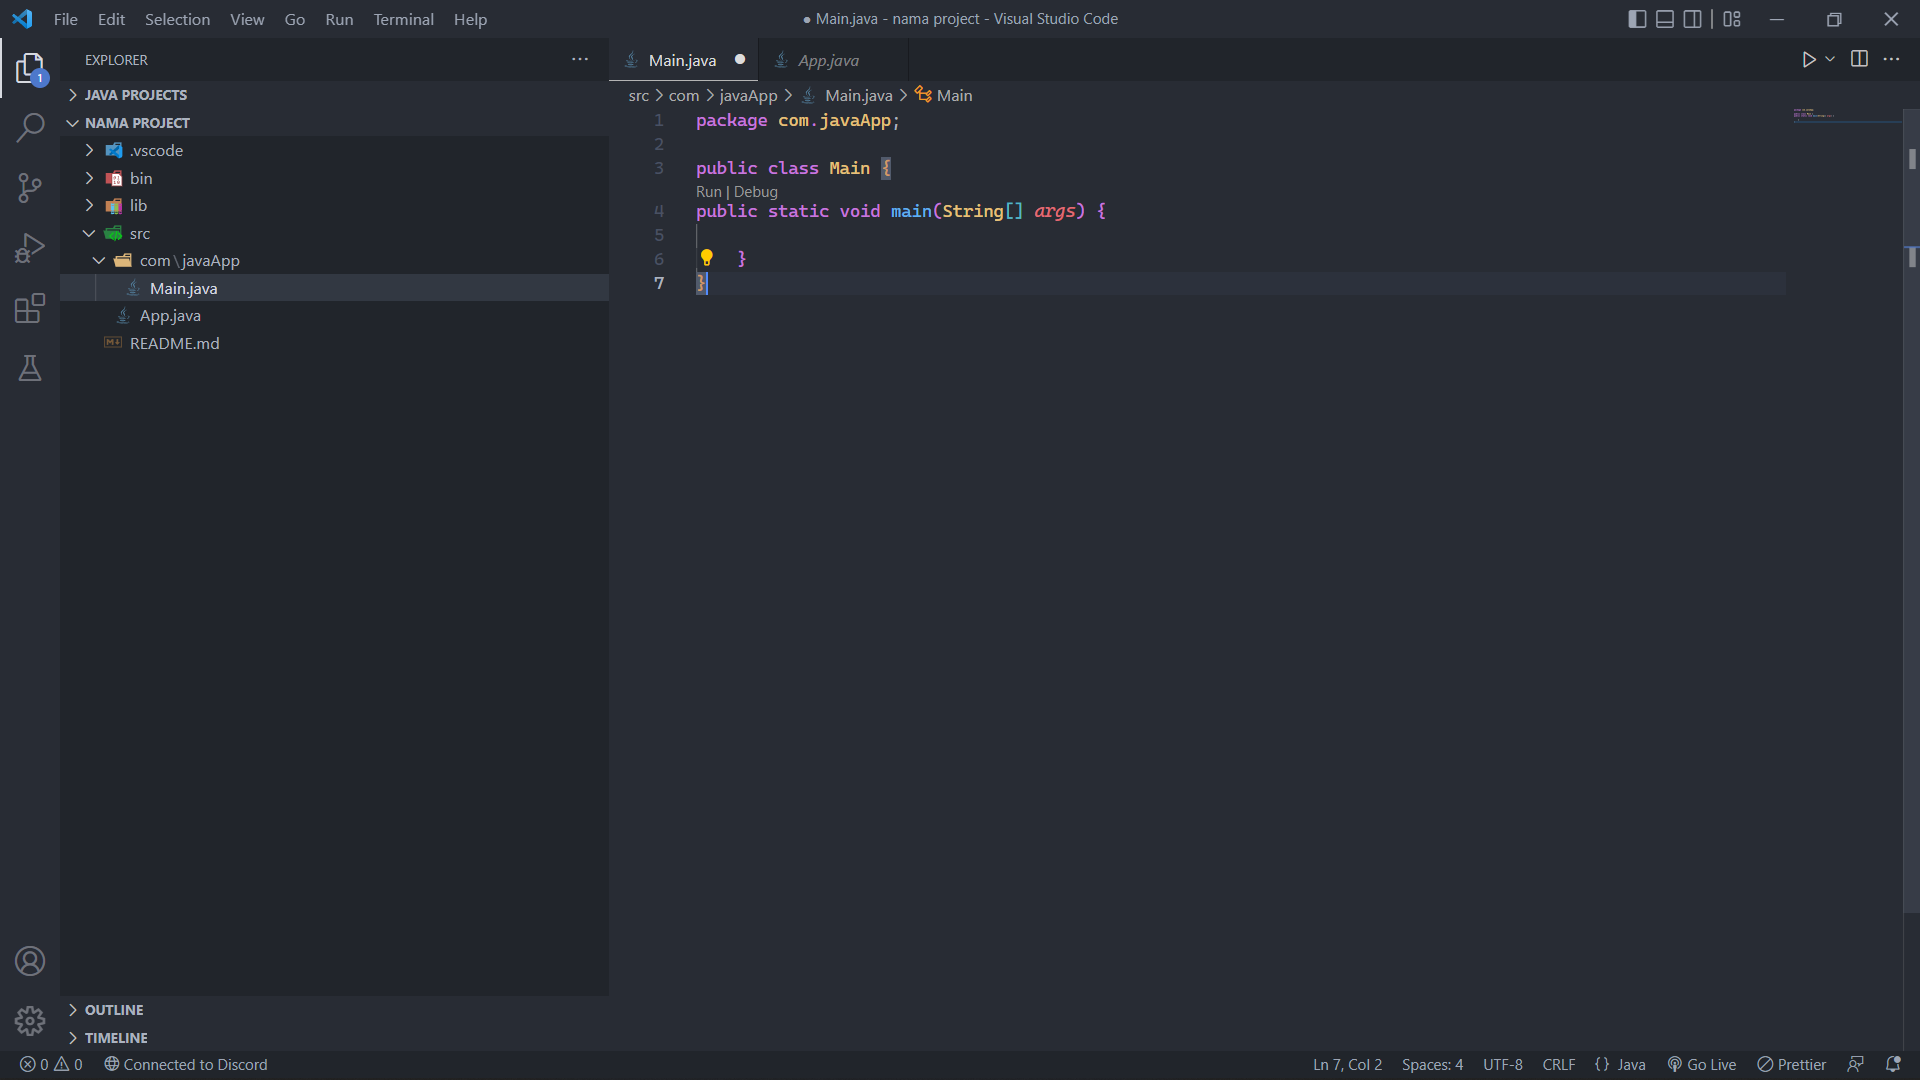 File Edit Selection View Go Run Terminal Help
● Main.java - nama project - Visual Studio Code
1
EXPLORER
JAVA PROJECTS
NAMA PROJECT
.vscode
bin
lib
src
com\javaApp
Main.java
App.java
README.md
OUTLINE
TIMELINE
Main.java App.java
src > com > javaApp > Main.java > Main
1 package com.javaApp;
2
3 public class Main {
Run | Debug
4 public static void main(String[] args) {
5
6 }
7 }
0 0 Connected to Discord
Ln 7, Col 2 Spaces: 4 UTF-8 CRLF {} Java Go Live Prettier